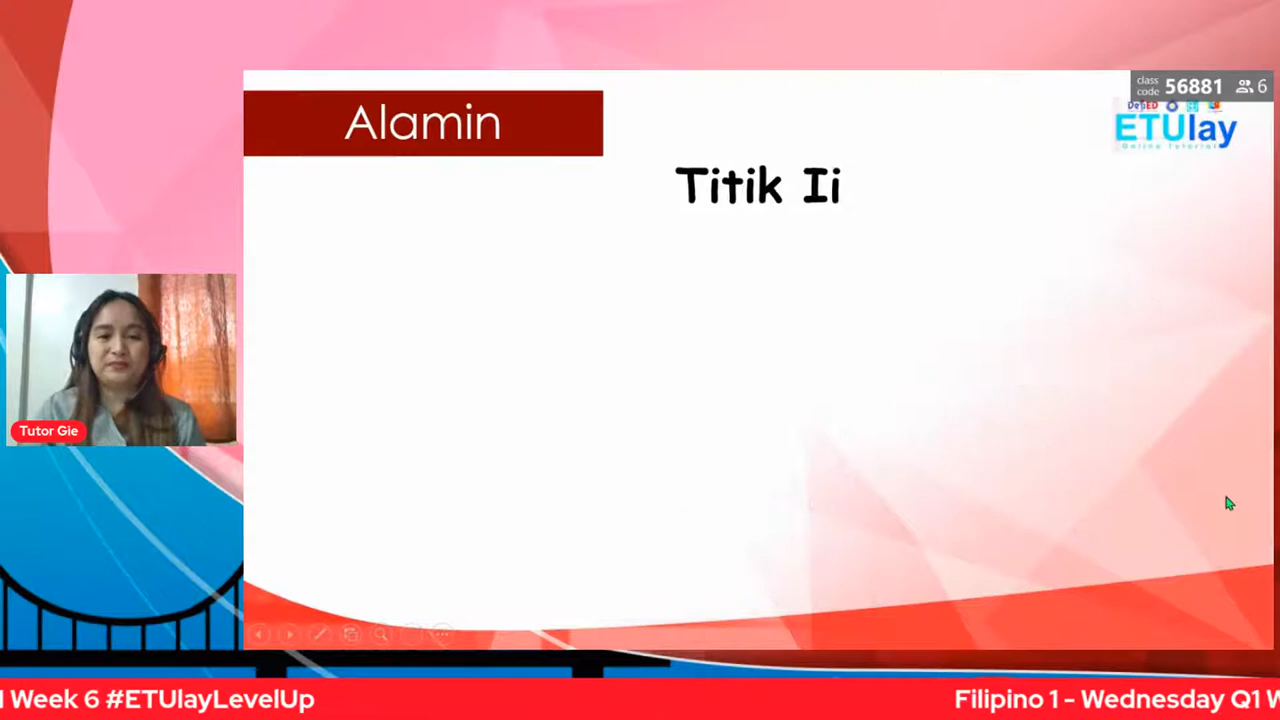 Alamin
class code 56881 6
DepED
ETUlay
Online Tutorial
Titik Ii
Tutor Gie
1 Week 6 #ETUlayLevelUp
Filipino 1 - Wednesday Q1 W